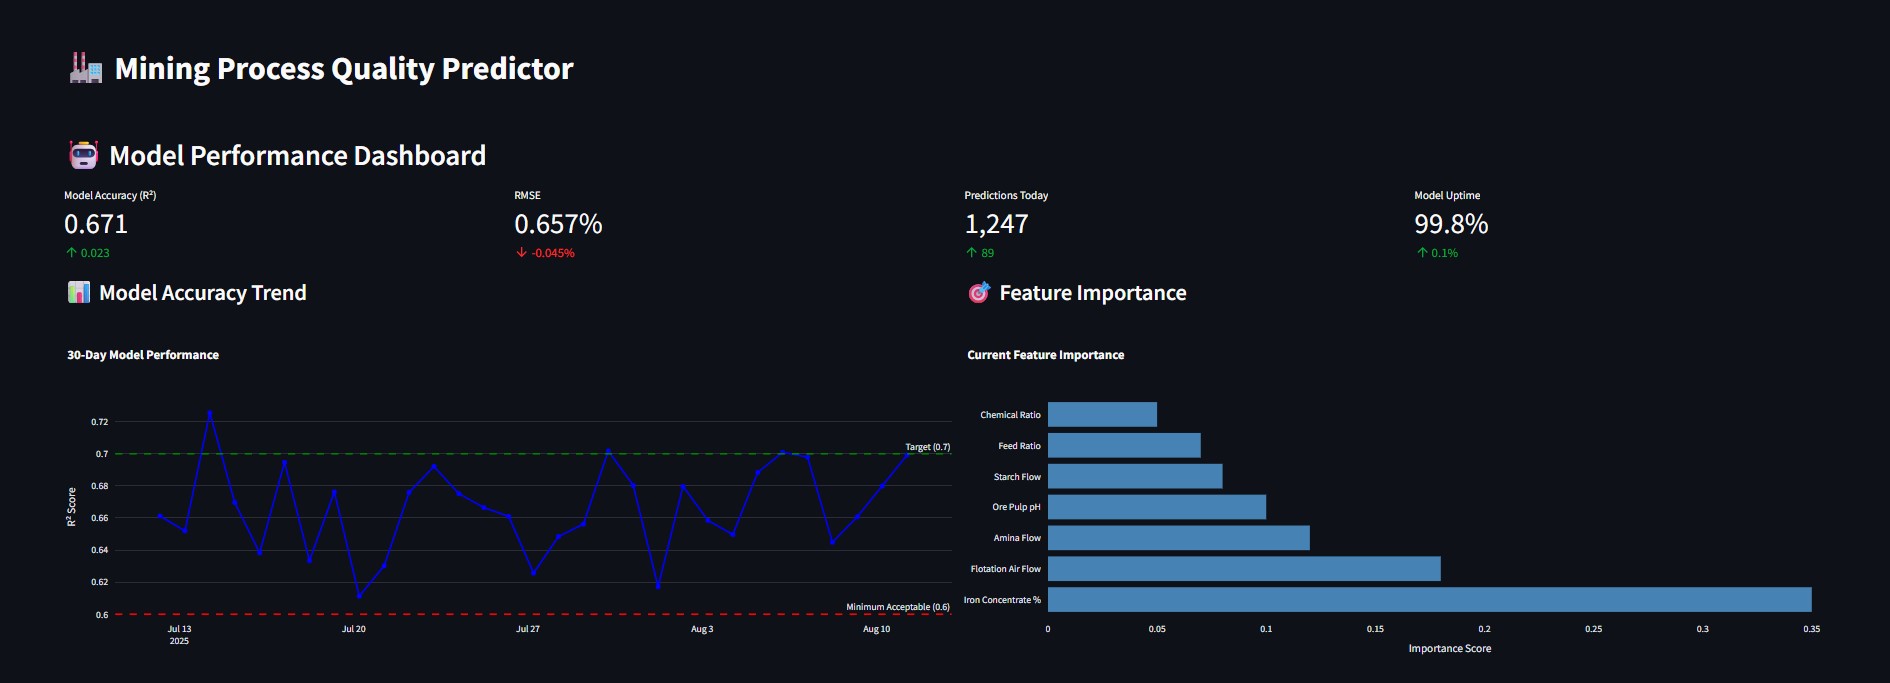 Mining Process Quality Predictor
Model Performance Dashboard
Model Accuracy (R²)
0.671
↑ 0.023
RMSE
0.657%
↓ -0.045%
Predictions Today
1,247
↑ 89
Model Uptime
99.8%
↑ 0.1%
Model Accuracy Trend
30-Day Model Performance
R² Score
0.72
0.7
0.68
0.66
0.64
0.62
0.6
Target (0.7)
Minimum Acceptable (0.6)
Jul 13
2025
Jul 20
Jul 27
Aug 3
Aug 10
Feature Importance
Current Feature Importance
Chemical Ratio
Feed Ratio
Starch Flow
Ore Pulp pH
Amina Flow
Flotation Air Flow
Iron Concentrate %
0
0.05
0.1
0.15
0.2
0.25
0.3
0.35
Importance Score